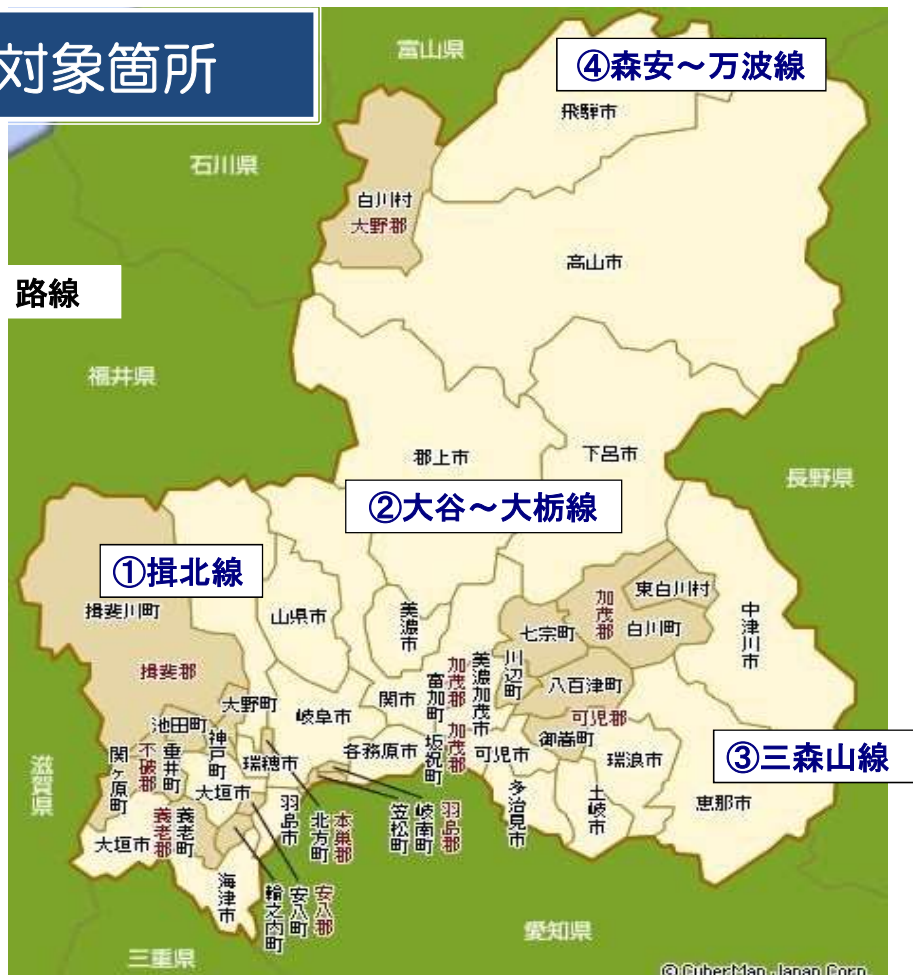 対象箇所
富山県
④森安～万波線
飛騨市
石川県
白川村
大野郡
高山市
路線
福井県
郡上市
下呂市
長野県
②大谷～大栃線
①揖北線
揖斐川町
山県市
美濃市
七宗町
加茂郡
東白川村
白川町
中津川市
揖斐郡
大野町
岐阜市
関市
富加町
加茂郡
美濃加茂市
川辺町
八百津町
可児郡
御嵩町
池田町
神戸町
瑞穂市
各務原市
坂祝町
加茂郡
可児市
瑞浪市
③三森山線
恵那市
滋賀県
関ヶ原町
不破郡
垂井町
大垣市
羽島市
北方町
本巣郡
笠松町
岐南町
羽島郡
多治見市
土岐市
大垣市
養老郡
養老町
海津市
輪之内町
安八町
安八郡
愛知県
三重県
© CyberMap Japan Corp.